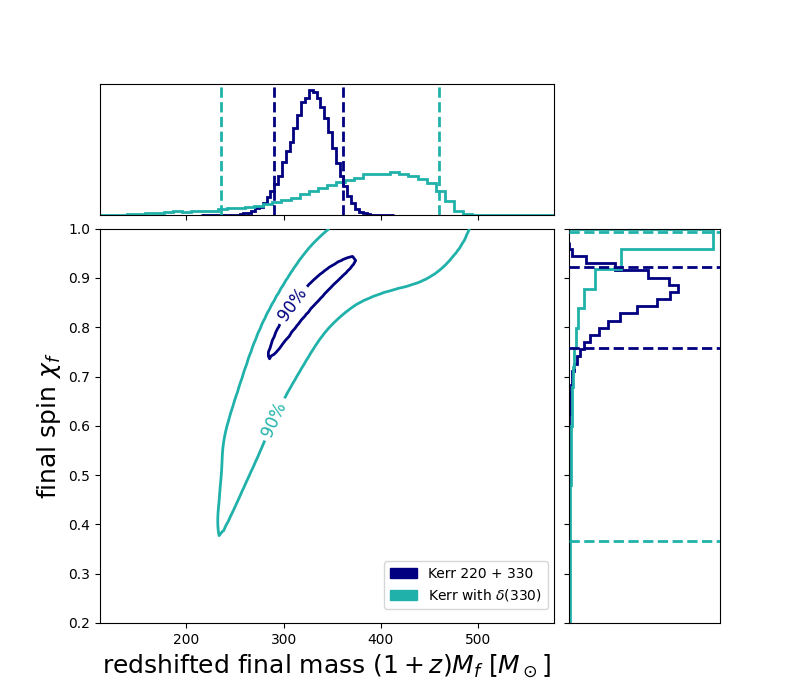 1.0
0.9
0.8
0.7
0.6
0.5
0.4
0.3
0.2
final spin $\chi_f$
90%
90%
Kerr 220 + 330
Kerr with δ(330)
200 300 400 500
redshifted final mass $(1 + z)M_f$ $[M_\odot]$